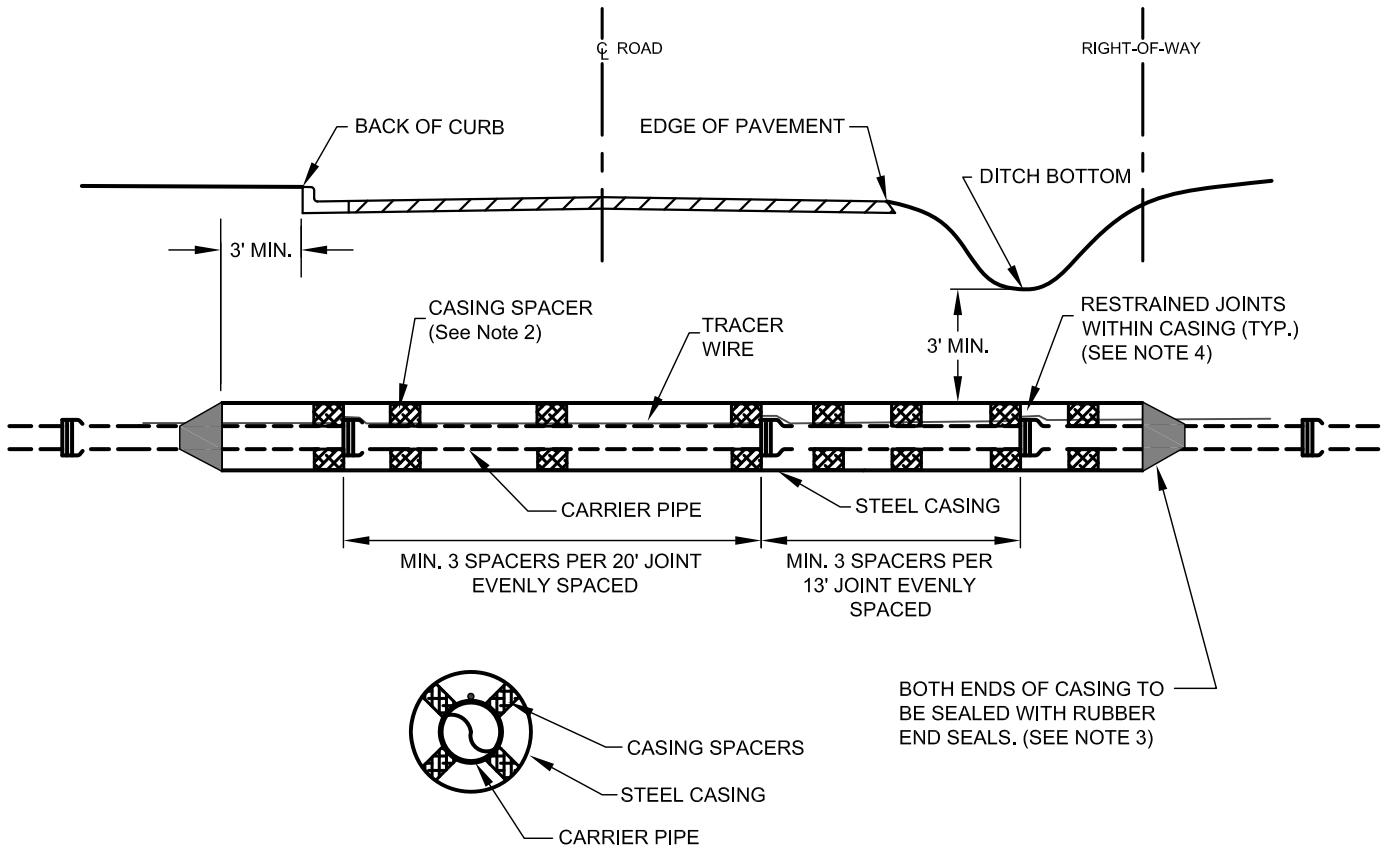 ℄ ROAD
RIGHT-OF-WAY
BACK OF CURB
EDGE OF PAVEMENT
DITCH BOTTOM
3' MIN.
CASING SPACER
(See Note 2)
TRACER
WIRE
3' MIN.
RESTRAINED JOINTS
WITHIN CASING (TYP.)
(SEE NOTE 4)
CARRIER PIPE
STEEL CASING
MIN. 3 SPACERS PER 20' JOINT
EVENLY SPACED
MIN. 3 SPACERS PER
13' JOINT EVENLY
SPACED
BOTH ENDS OF CASING TO
BE SEALED WITH RUBBER
END SEALS. (SEE NOTE 3)
CASING SPACERS
STEEL CASING
CARRIER PIPE